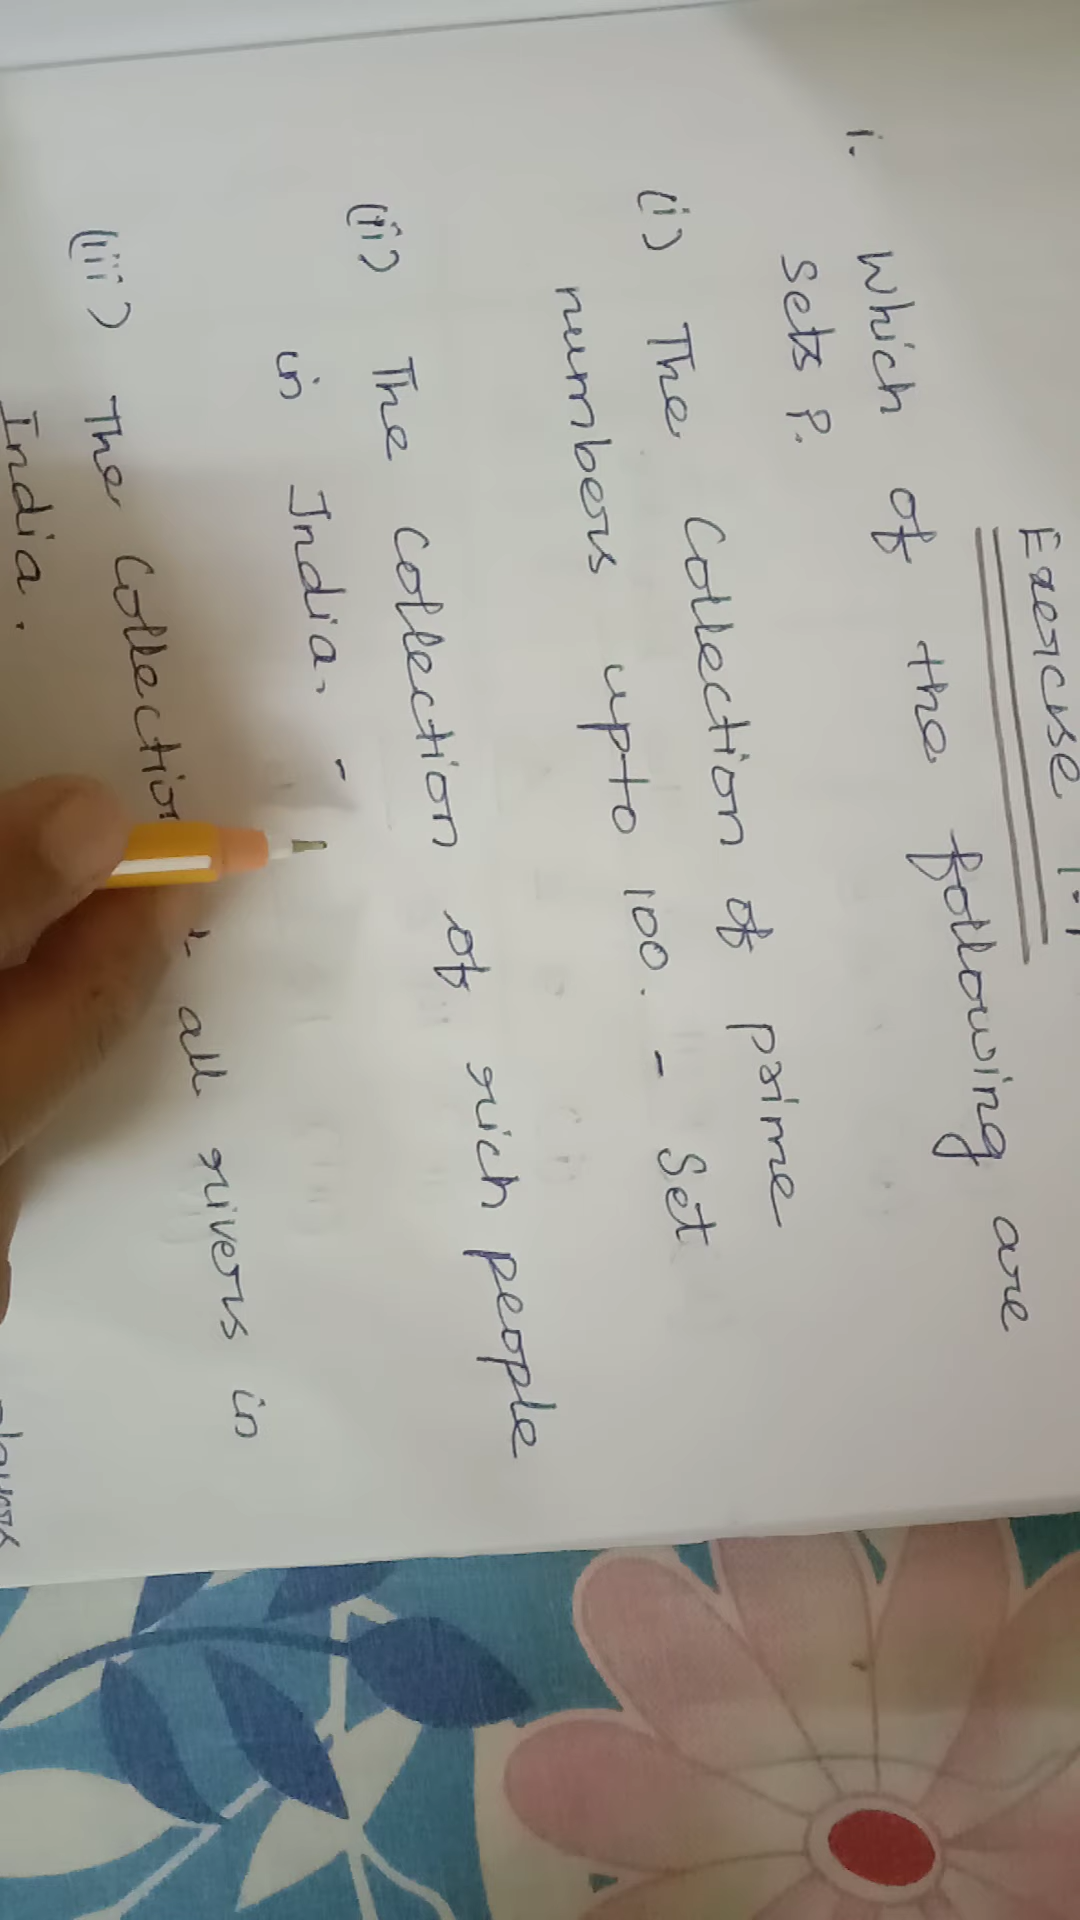 Exercise 1.1
1. Which of the following are
sets ?.
(i) The Collection of prime
numbers upto 100. - Set
(ii) The Collection of rich people
in India. -
(iii) The Collection all rivers in
India.